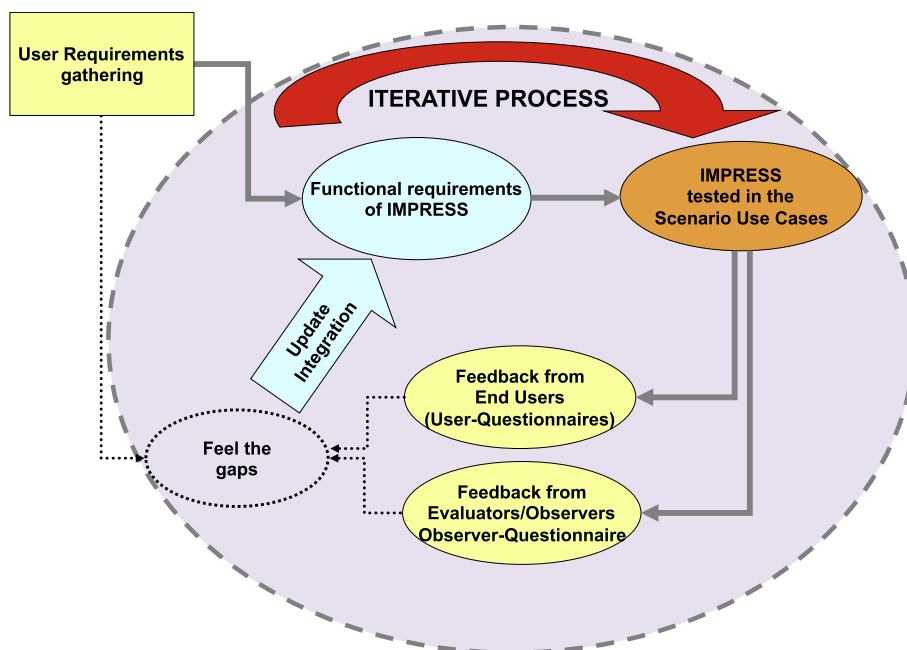 User Requirements
gathering
ITERATIVE PROCESS
Functional requirements
of IMPRESS
IMPRESS
tested in the
Scenario Use Cases
Update
Integration
Feedback from
End Users
(User-Questionnaires)
Feel the
gaps
Feedback from
Evaluators/Observers
Observer-Questionnaire